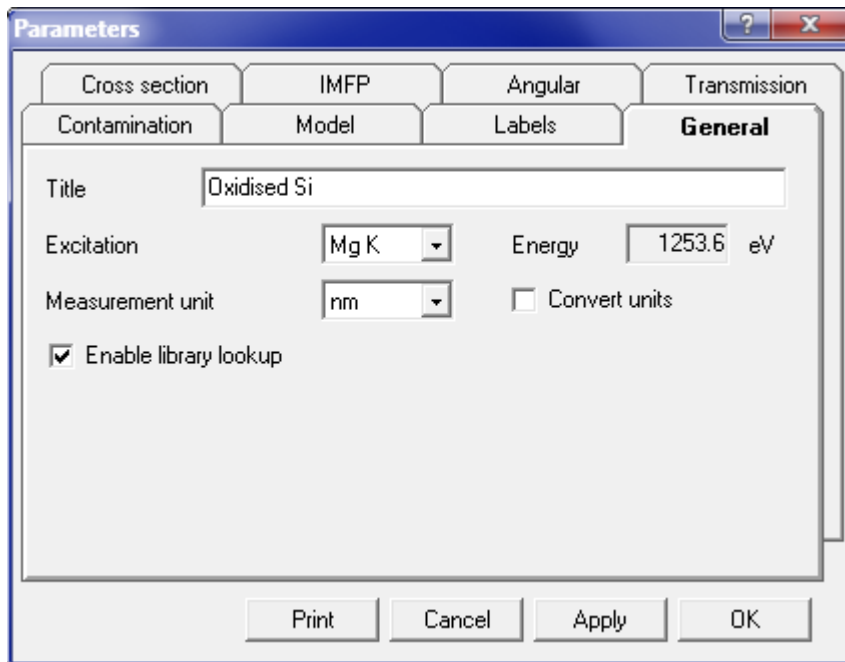 Parameters
Cross section IMFP Angular Transmission
Contamination Model Labels General
Title Oxidised Si
Excitation Mg K Energy 1253.6 eV
Measurement unit nm Convert units
Enable library lookup
Print Cancel Apply OK